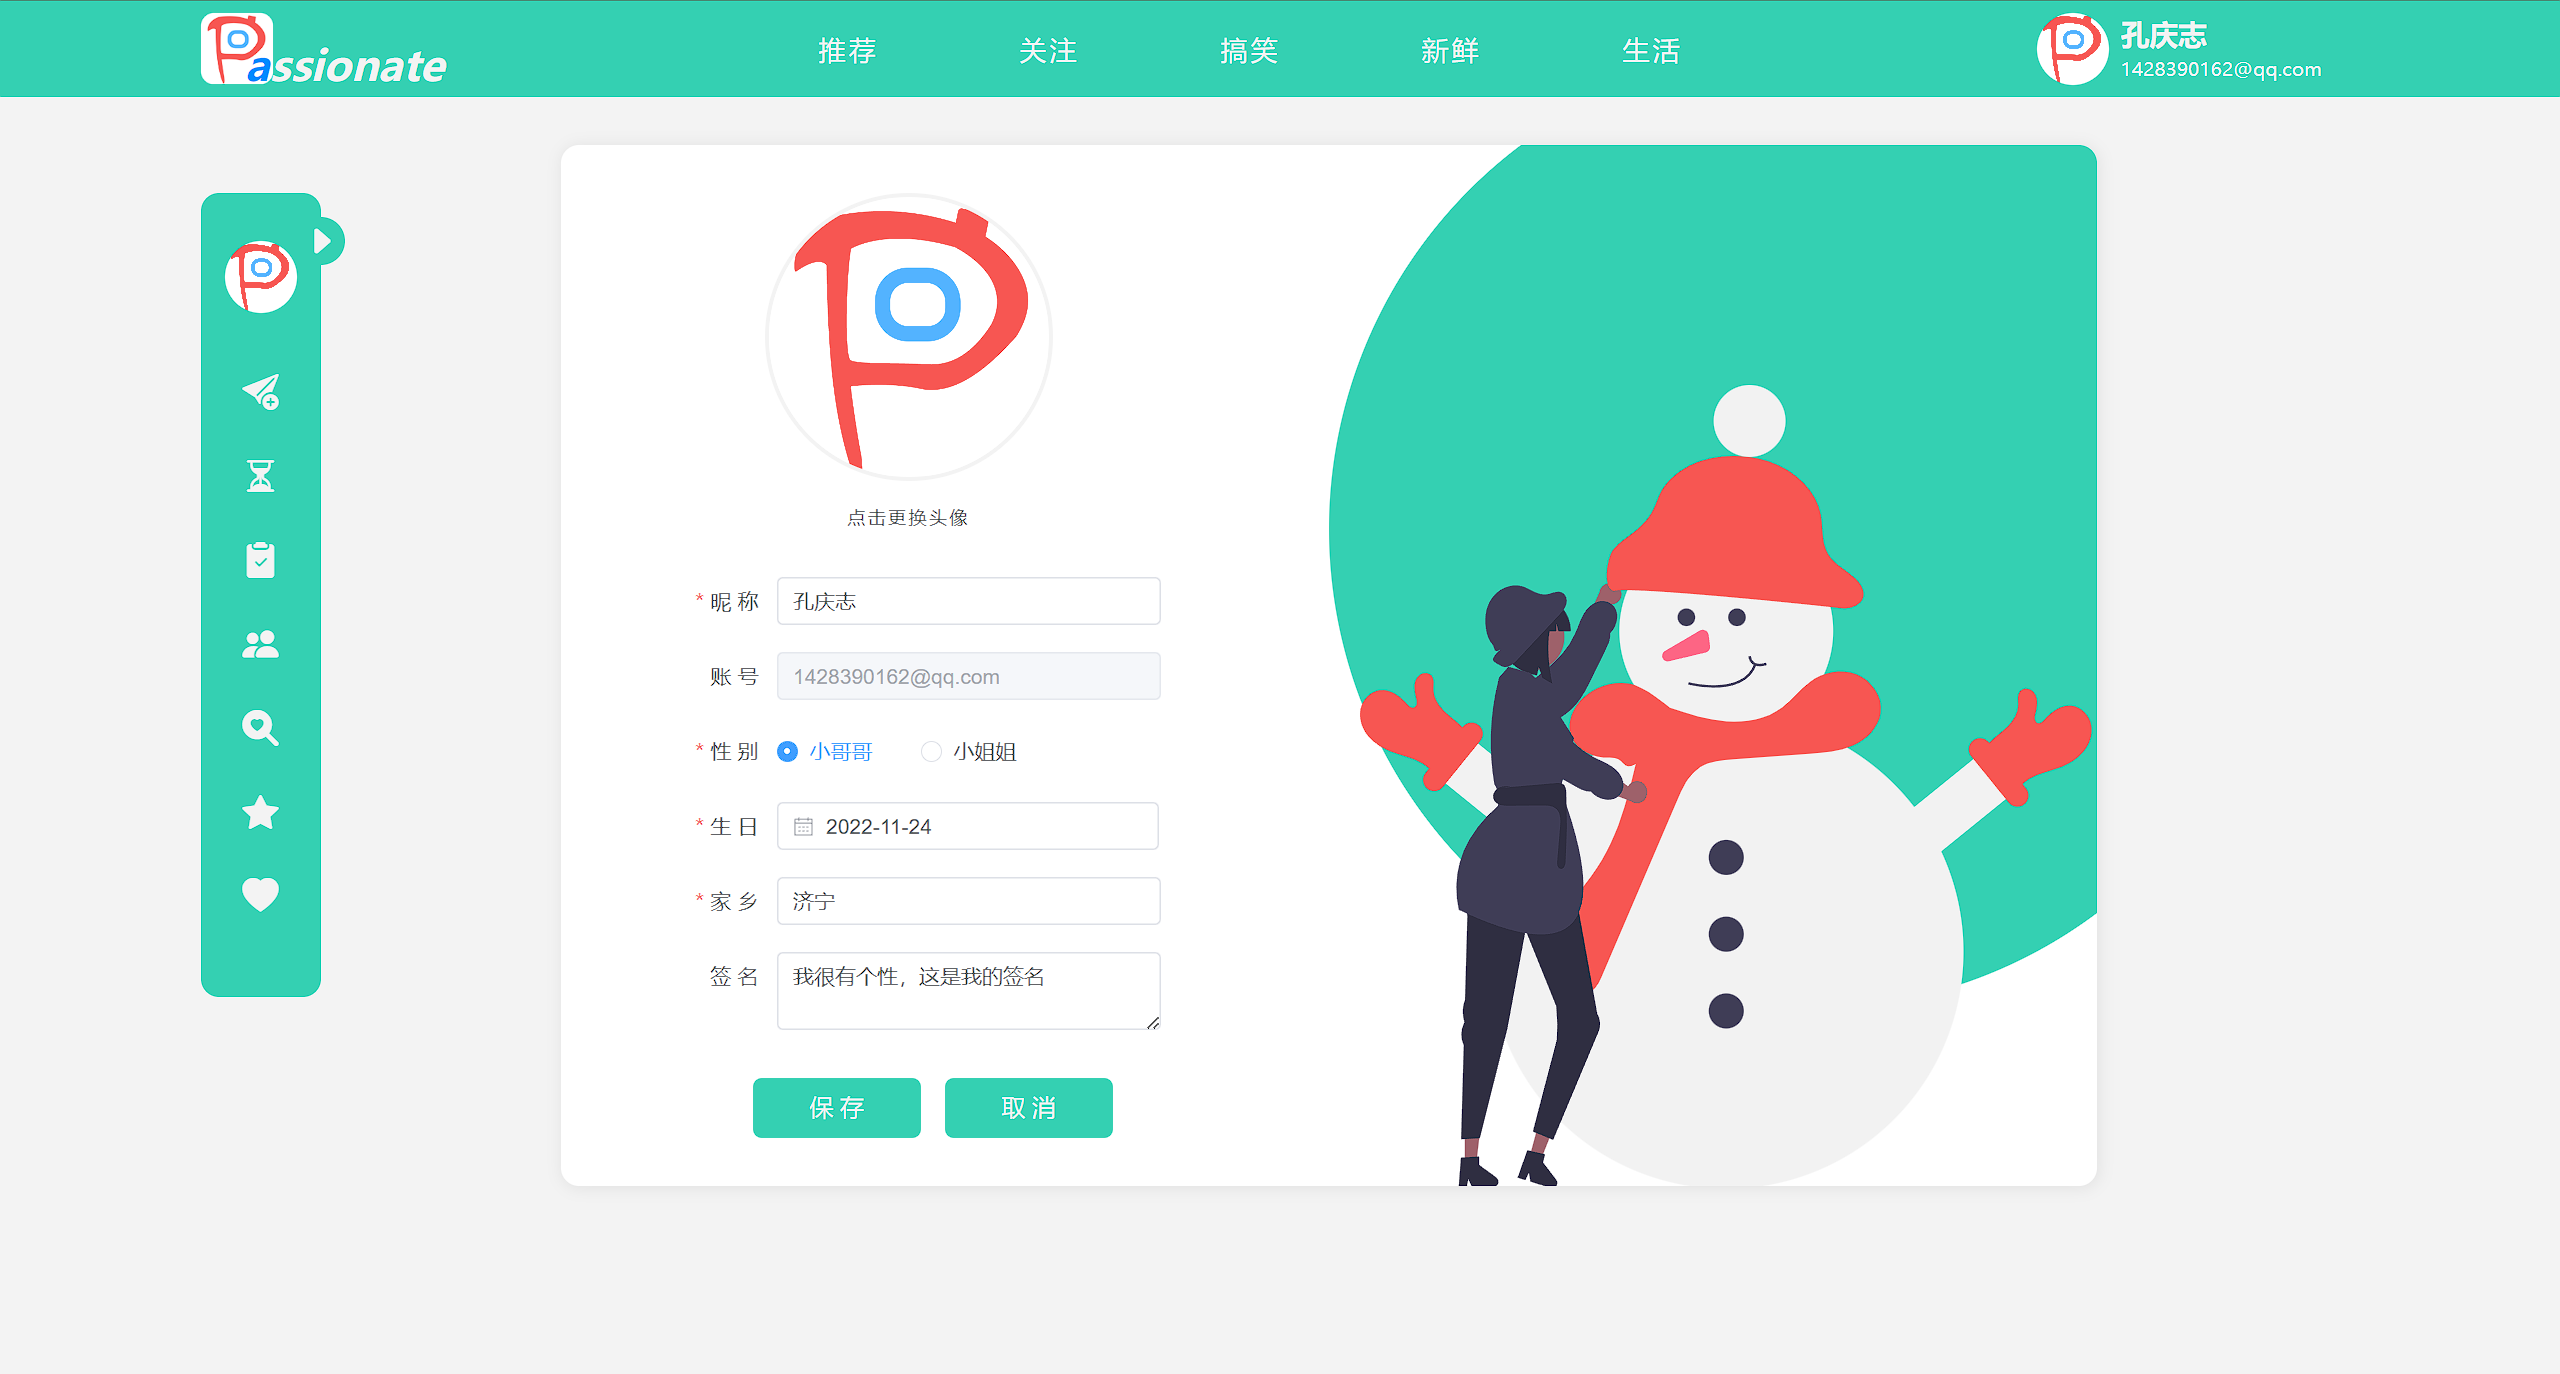 Passionate
推荐 关注 搞笑 新鲜 生活
孔庆志
1428390162@qq.com
点击更换头像
* 昵 称 孔庆志
账 号 1428390162@qq.com
* 性 别 小哥哥 小姐姐
* 生 日 2022-11-24
* 家 乡 济宁
签 名 我很有个性，这是我的签名
保 存 取 消